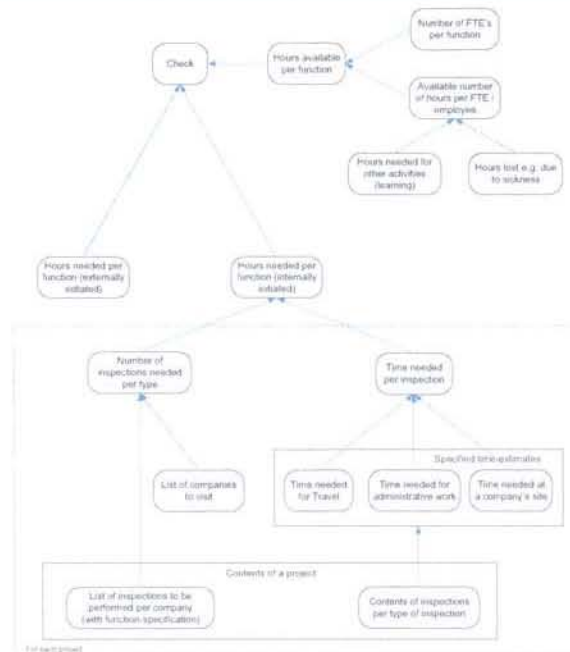 Number of FTE's
per function
Check
Hours available
per function
Available number
of hours per FTE /
employee
Hours needed for
other activities
(learning)
Hours lost e.g. due
to sickness
Hours needed per
function (externally
initiated)
Hours needed per
function (internally
initiated)
Number of
inspections needed
per type
Time needed
per inspection
Specified time-estimates
List of companies
to visit
Time needed
for Travel
Time needed for
administrative work
Time needed at
a company's site
Contents of a project
List of inspections to be
performed per company
(with function specification)
Contents of inspections
per type of inspection
For each project